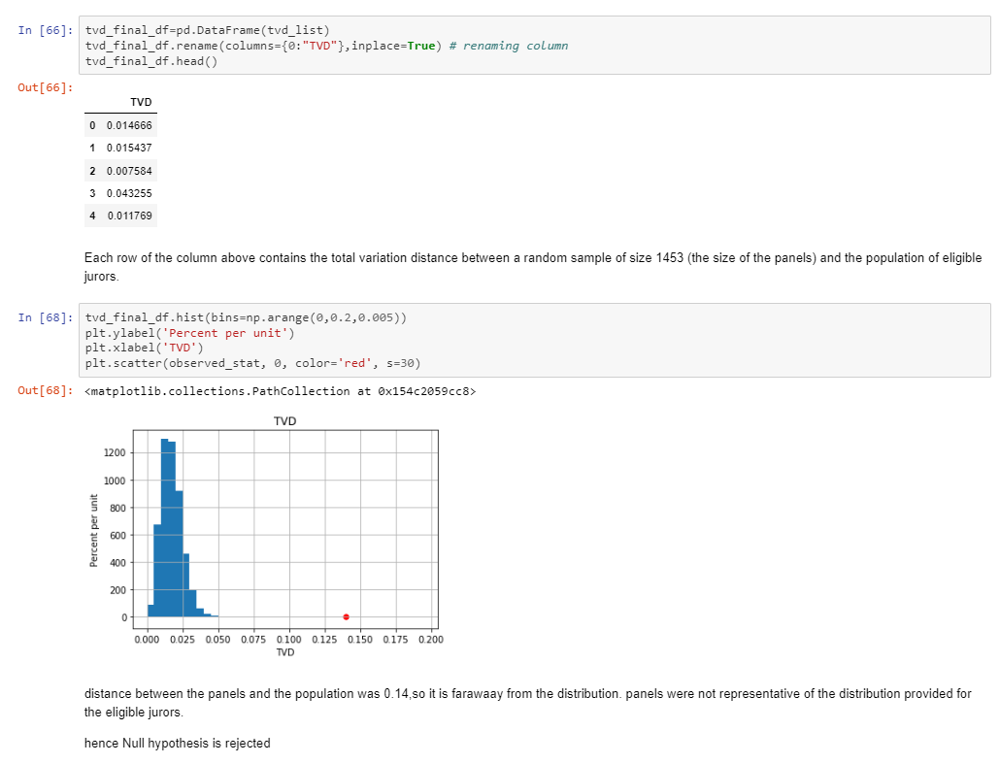 In [66]: tvd_final_df=pd.DataFrame(tvd_list)
tvd_final_df.rename(columns={0:"TVD"},inplace=True) # renaming column
tvd_final_df.head()
Out[66]:
TVD
0 0.014666
1 0.015437
2 0.007584
3 0.043255
4 0.011769
Each row of the column above contains the total variation distance between a random sample of size 1453 (the size of the panels) and the population of eligible
jurors.
In [68]: tvd_final_df.hist(bins=np.arange(0,0.2,0.005))
plt.ylabel('Percent per unit')
plt.xlabel('TVD')
plt.scatter(observed_stat, 0, color='red', s=30)
Out[68]: <matplotlib.collections.PathCollection at 0x154c2059cc8>
TVD
1200
1000
800
600
400
200
0
Percent per unit
0.000 0.025 0.050 0.075 0.100 0.125 0.150 0.175 0.200
TVD
distance between the panels and the population was 0.14,so it is farawaay from the distribution. panels were not representative of the distribution provided for
the eligible jurors.
hence Null hypothesis is rejected